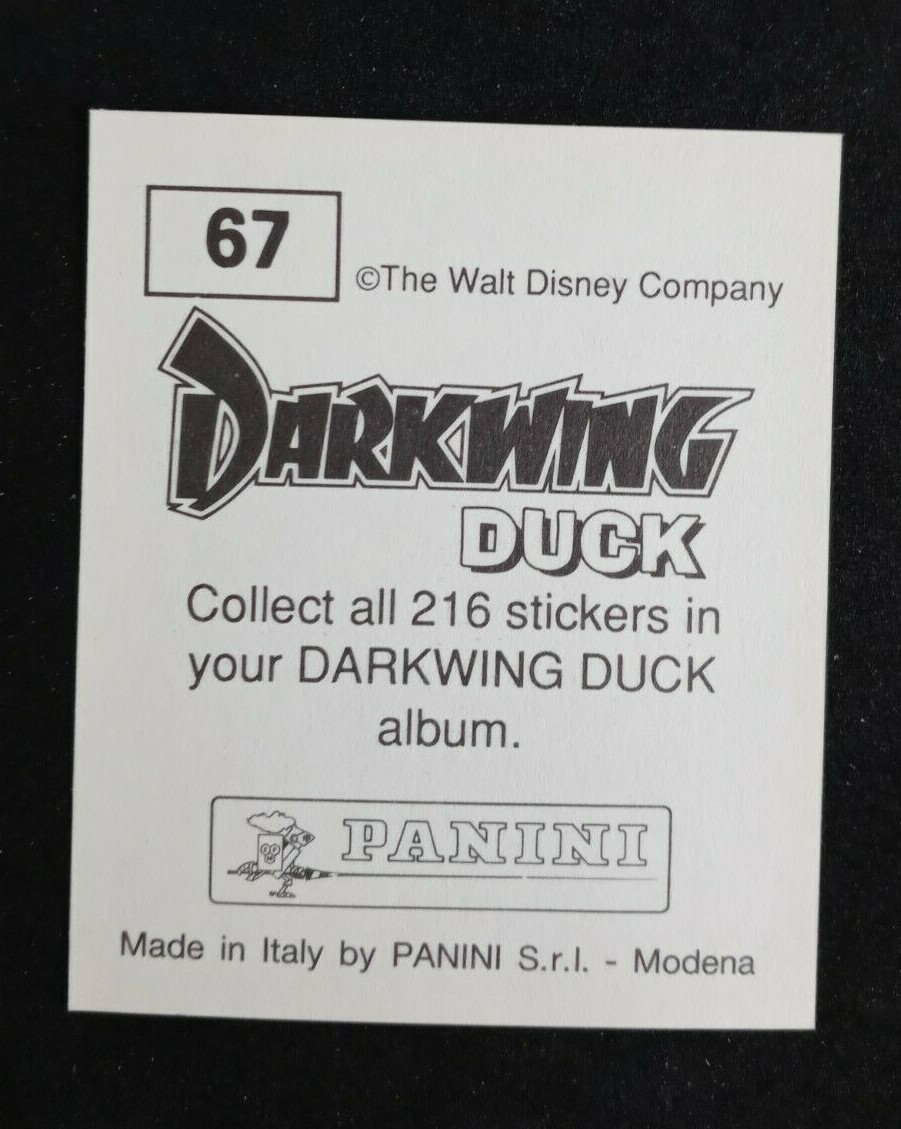 67
©The Walt Disney Company
DARKWING
DUCK
Collect all 216 stickers in
your DARKWING DUCK
album.
PANINI
Made in Italy by PANINI S.r.l. - Modena